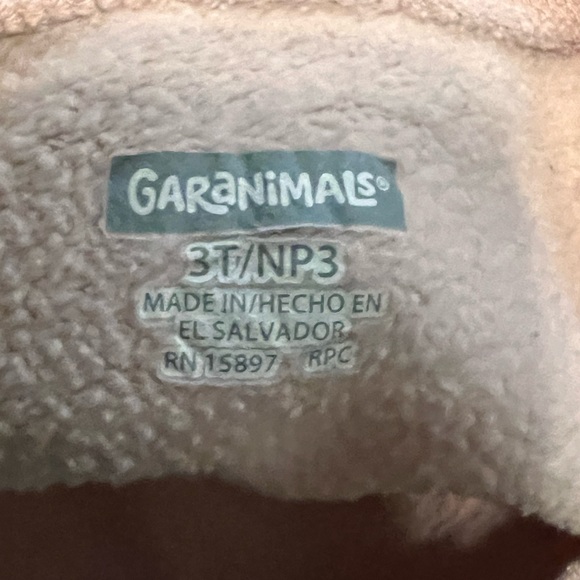 GARANIMALS®
3T/NP3
MADE IN/HECHO EN
EL SALVADOR
RN 15897 RPC